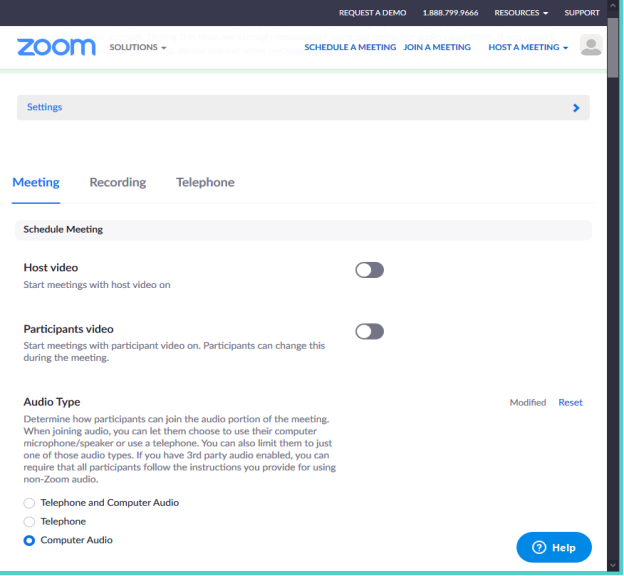 REQUEST A DEMO 1.888.799.9666 RESOURCES SUPPORT
zoom SOLUTIONS SCHEDULE A MEETING JOIN A MEETING HOST A MEETING
Settings
Meeting Recording Telephone
Schedule Meeting
Host video
Start meetings with host video on
Participants video
Start meetings with participant video on. Participants can change this
during the meeting.
Audio Type
Modified Reset
Determine how participants can join the audio portion of the meeting.
When joining audio, you can let them choose to use their computer
microphone/speaker or use a telephone. You can also limit them to just
one of those audio types. If you have 3rd party audio enabled, you can
require that all participants follow the instructions you provide for using
non-Zoom audio.
Telephone and Computer Audio
Telephone
Computer Audio
? Help